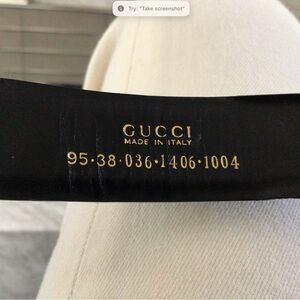 Try: "Take screenshot"
GUCCI
MADE IN ITALY
95·38·036·1406·1004